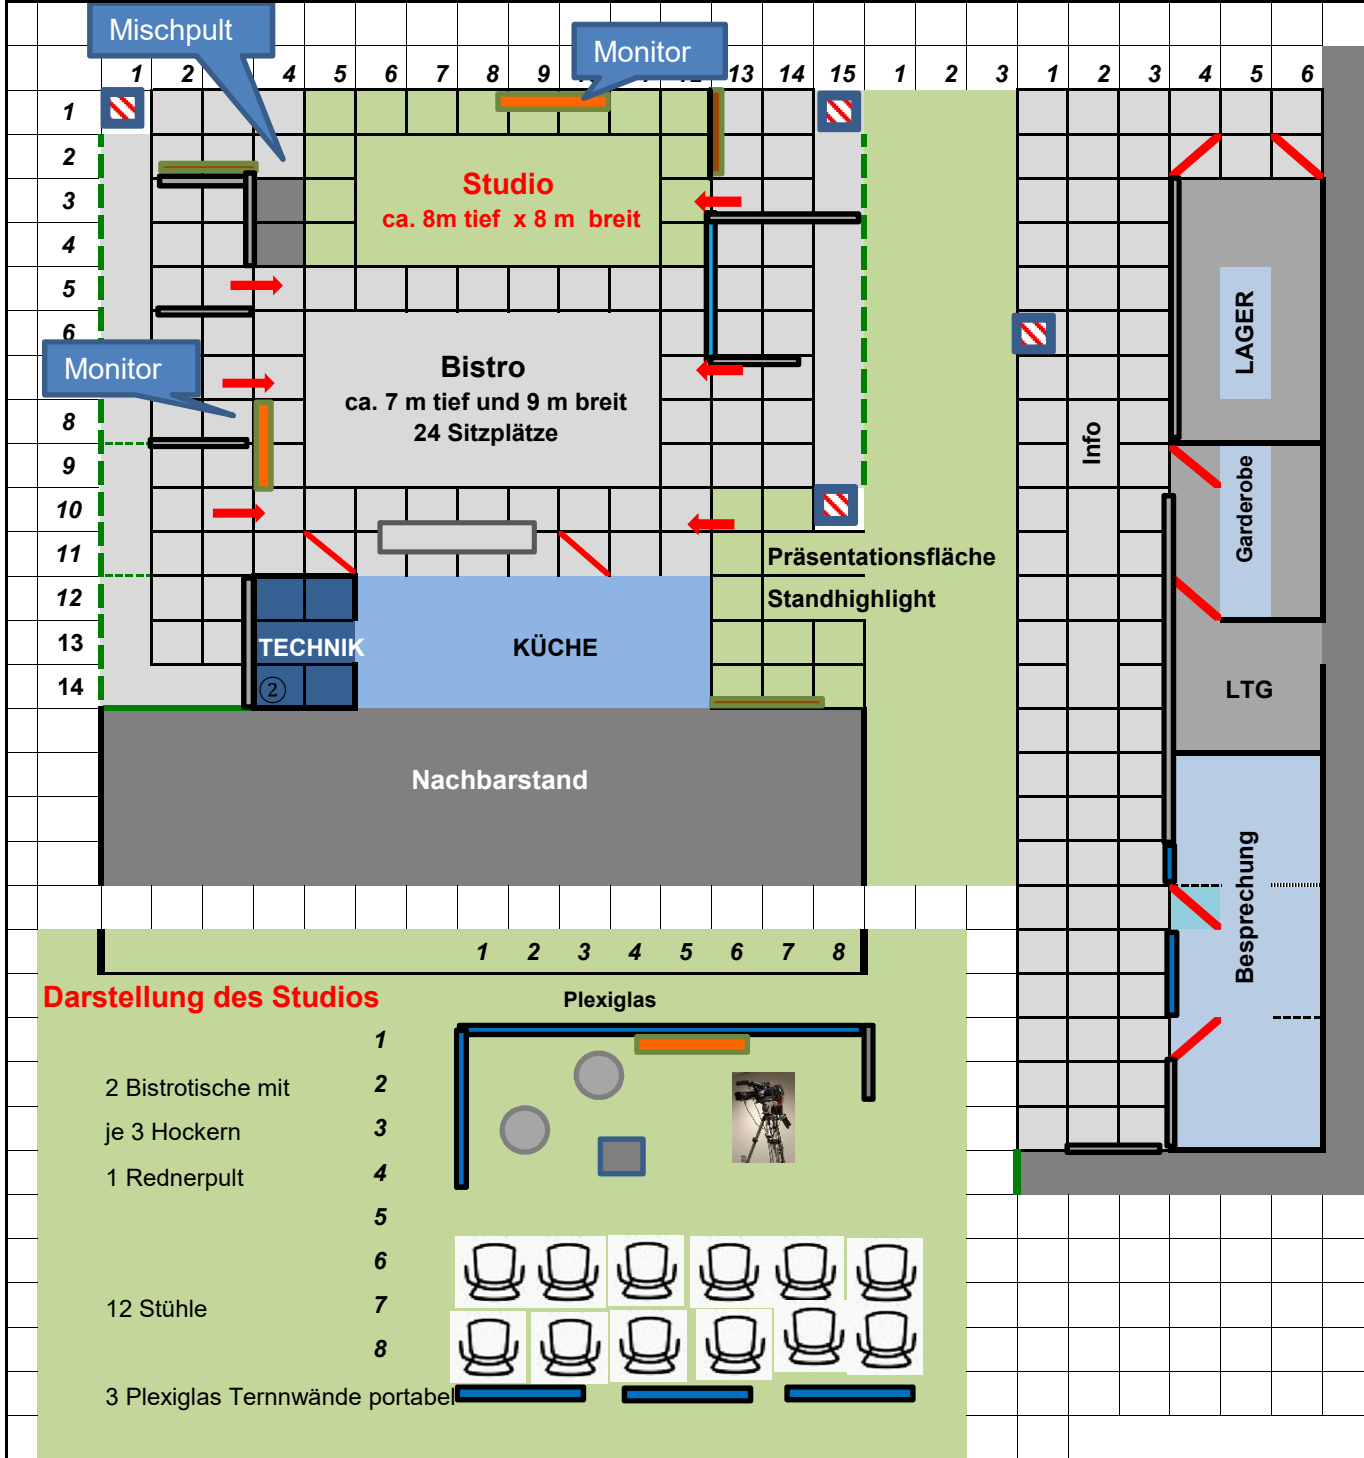 Mischpult
Monitor
1 2 4 5 6 7 8 9 13 14 15 1 2 3 1 2 3 4 5 6
1
2
Studio
3
ca. 8m tief x 8 m breit
4
5
LAGER
6
Monitor
Bistro
ca. 7 m tief und 9 m breit
8
24 Sitzplätze
Info
9
Garderobe
10
11
Präsentationsfläche
12
Standhighlight
13
TECHNIK
KÜCHE
14
②
LTG
Nachbarstand
Besprechung
1 2 3 4 5 6 7 8
Darstellung des Studios
Plexiglas
1
2 Bistrotische mit
2
je 3 Hockern
3
1 Rednerpult
4
5
6
12 Stühle
7
8
3 Plexiglas Ternnwände portabel